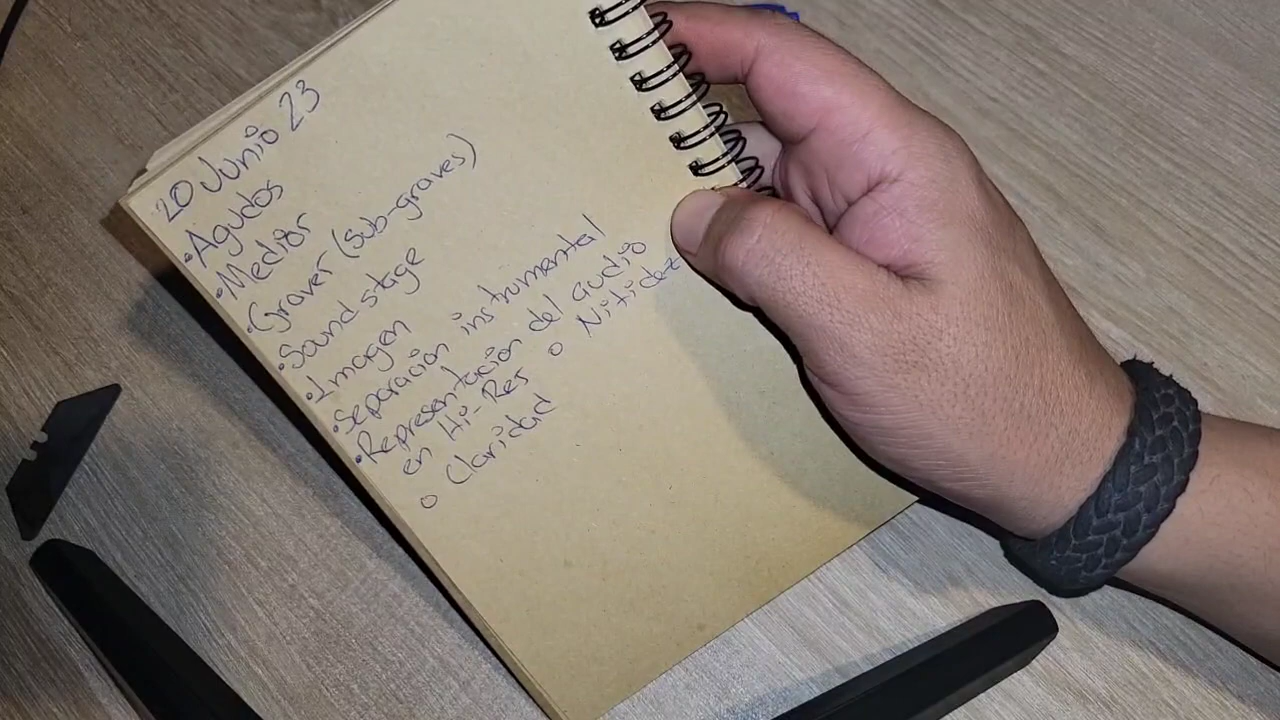 20 Junio 23
• Agudos
• Medios
• Graves (Sub-graves)
• Sound stage
• Imagen
• Separacion instrumental
• Representación del audio
en Hi-Res o Nitidez
o Claridad